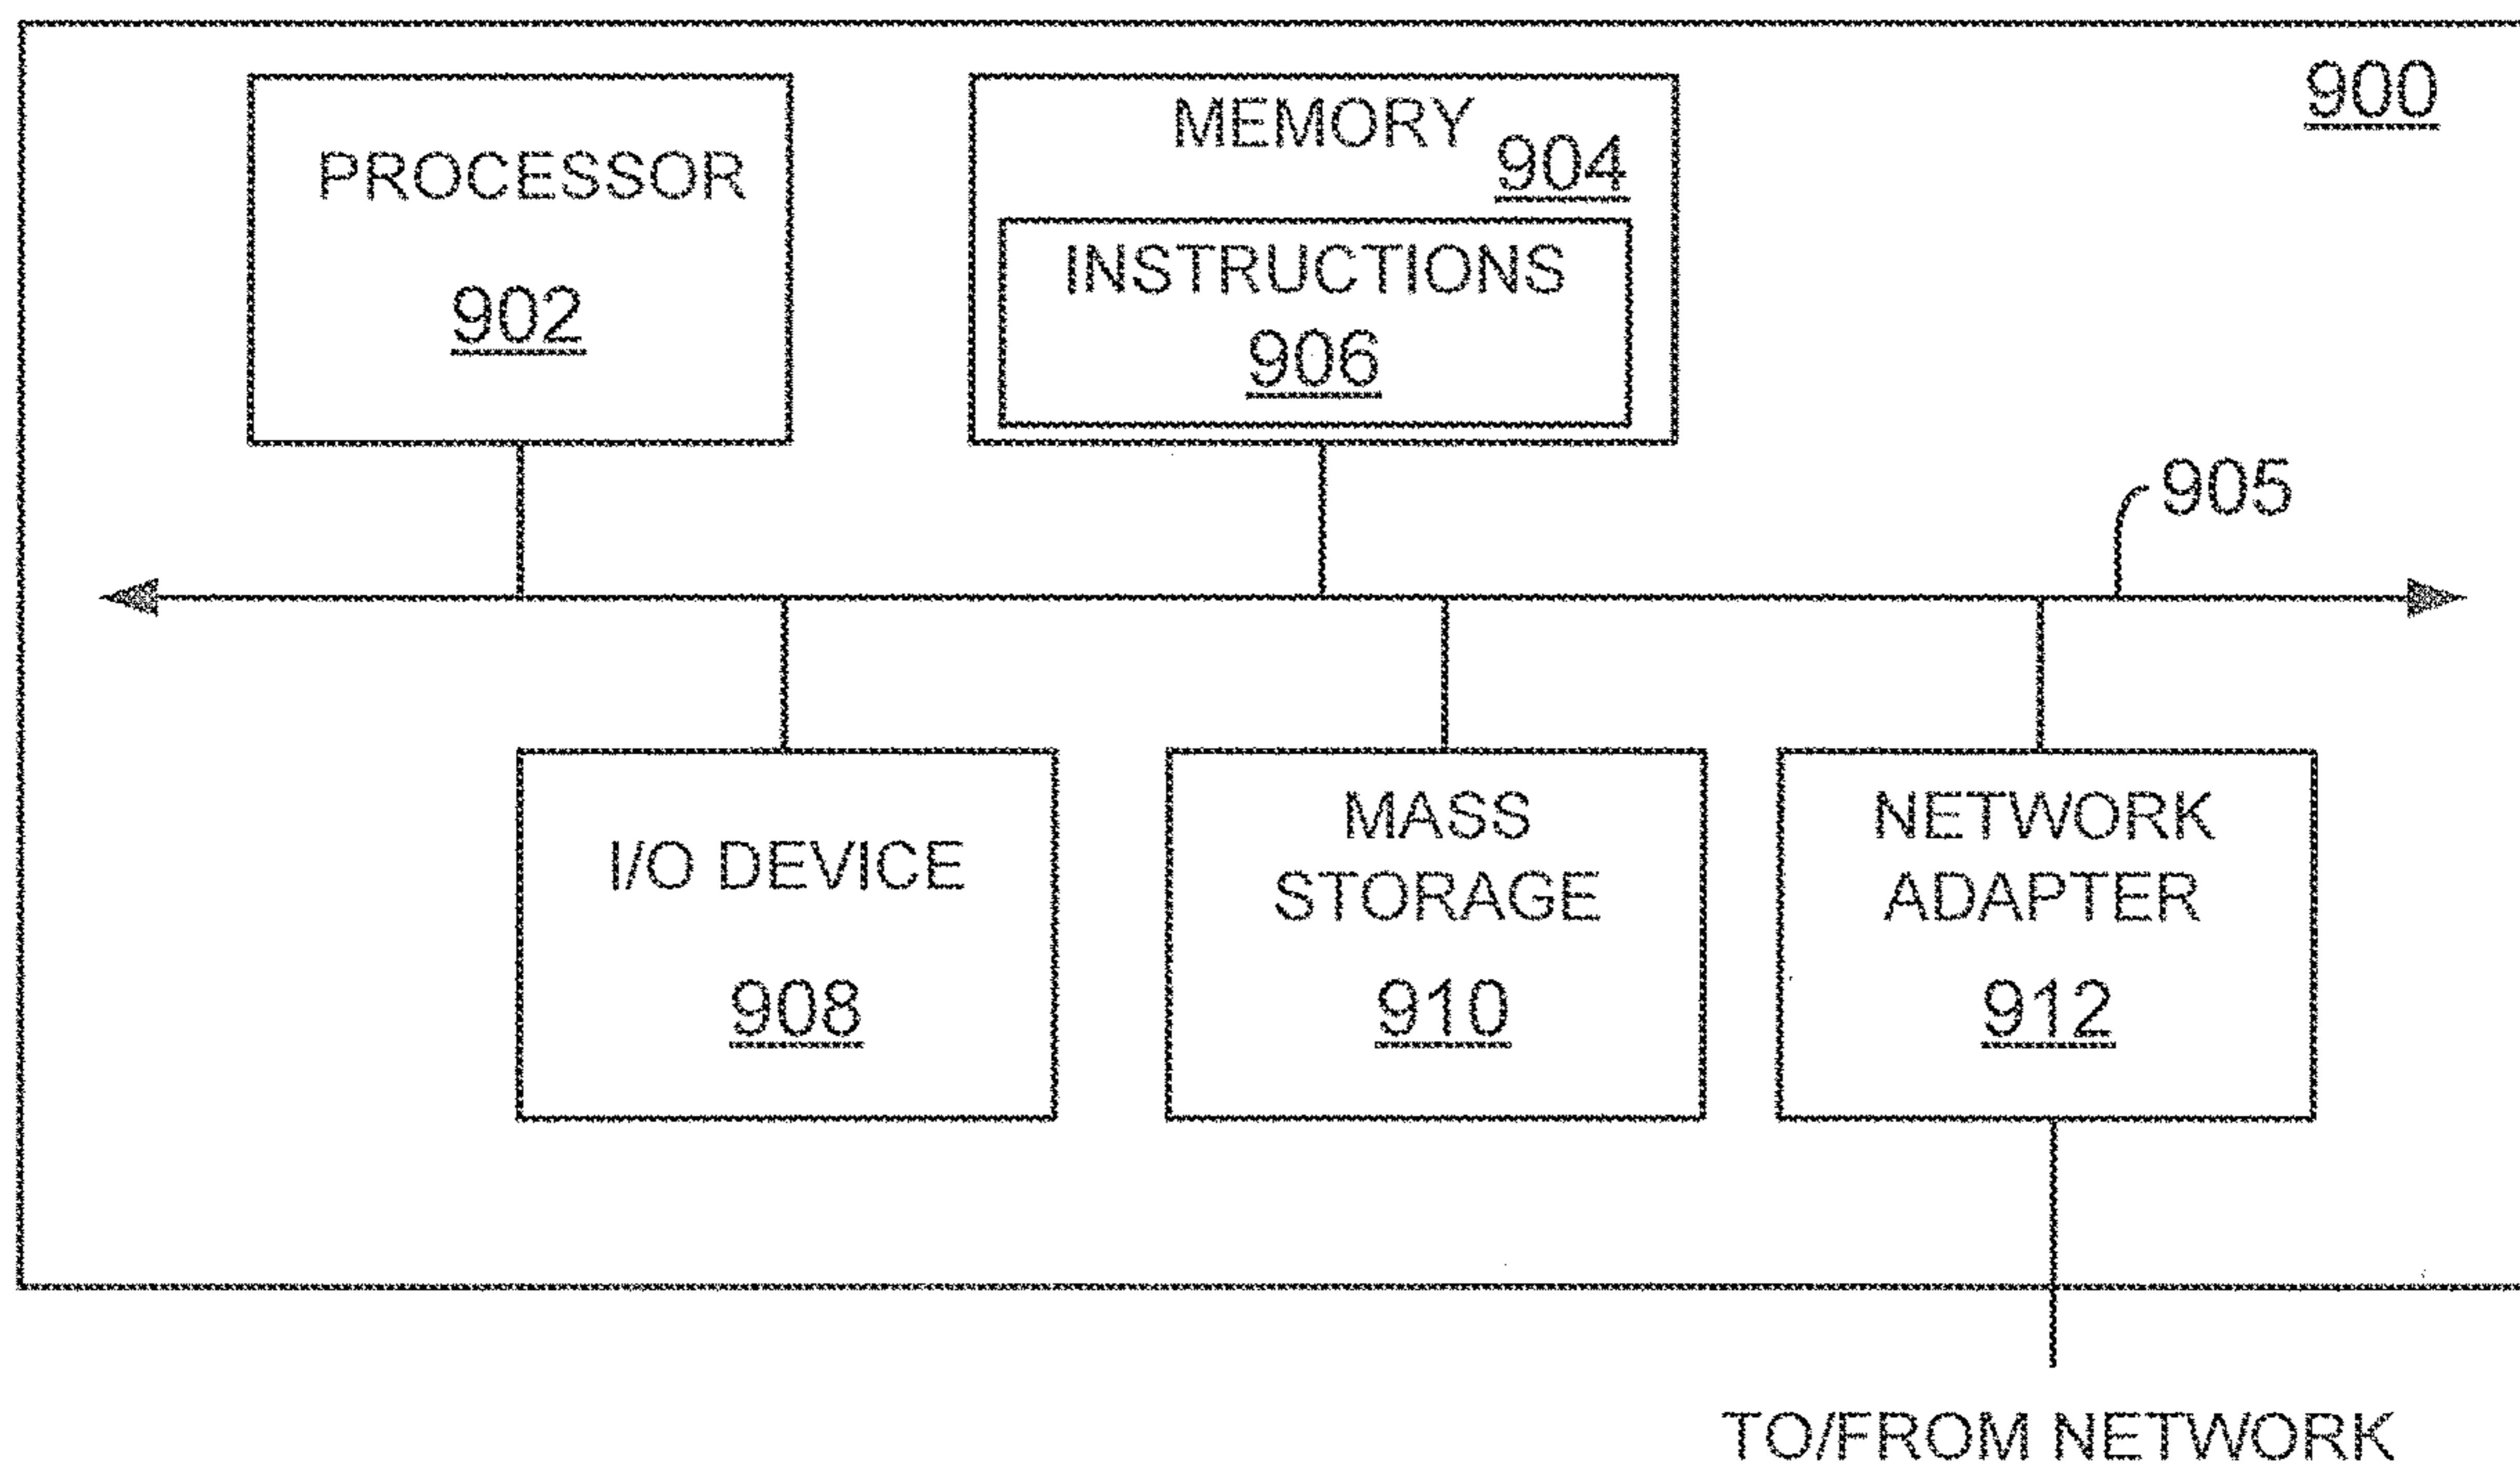 900
PROCESSOR
902
MEMORY
904
INSTRUCTIONS
906
905
I/O DEVICE
908
MASS
STORAGE
910
NETWORK
ADAPTER
912
TO/FROM NETWORK